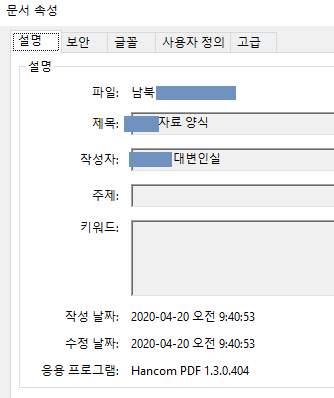 문서 속성
설명 보안 글꼴 사용자 정의 고급
설명
파일: 남북
제목: 자료 양식
작성자: 대변인실
주제:
키워드:
작성 날짜: 2020-04-20 오전 9:40:53
수정 날짜: 2020-04-20 오전 9:40:53
응용 프로그램: Hancom PDF 1.3.0.404